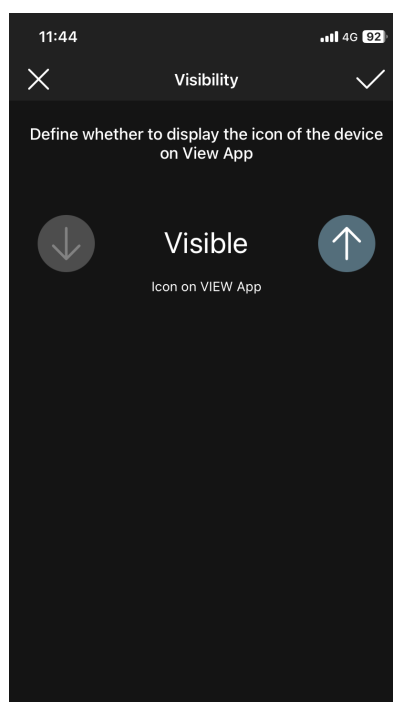 11:44
4G 92
Visibility
Define whether to display the icon of the device
on View App
Visible
Icon on VIEW App